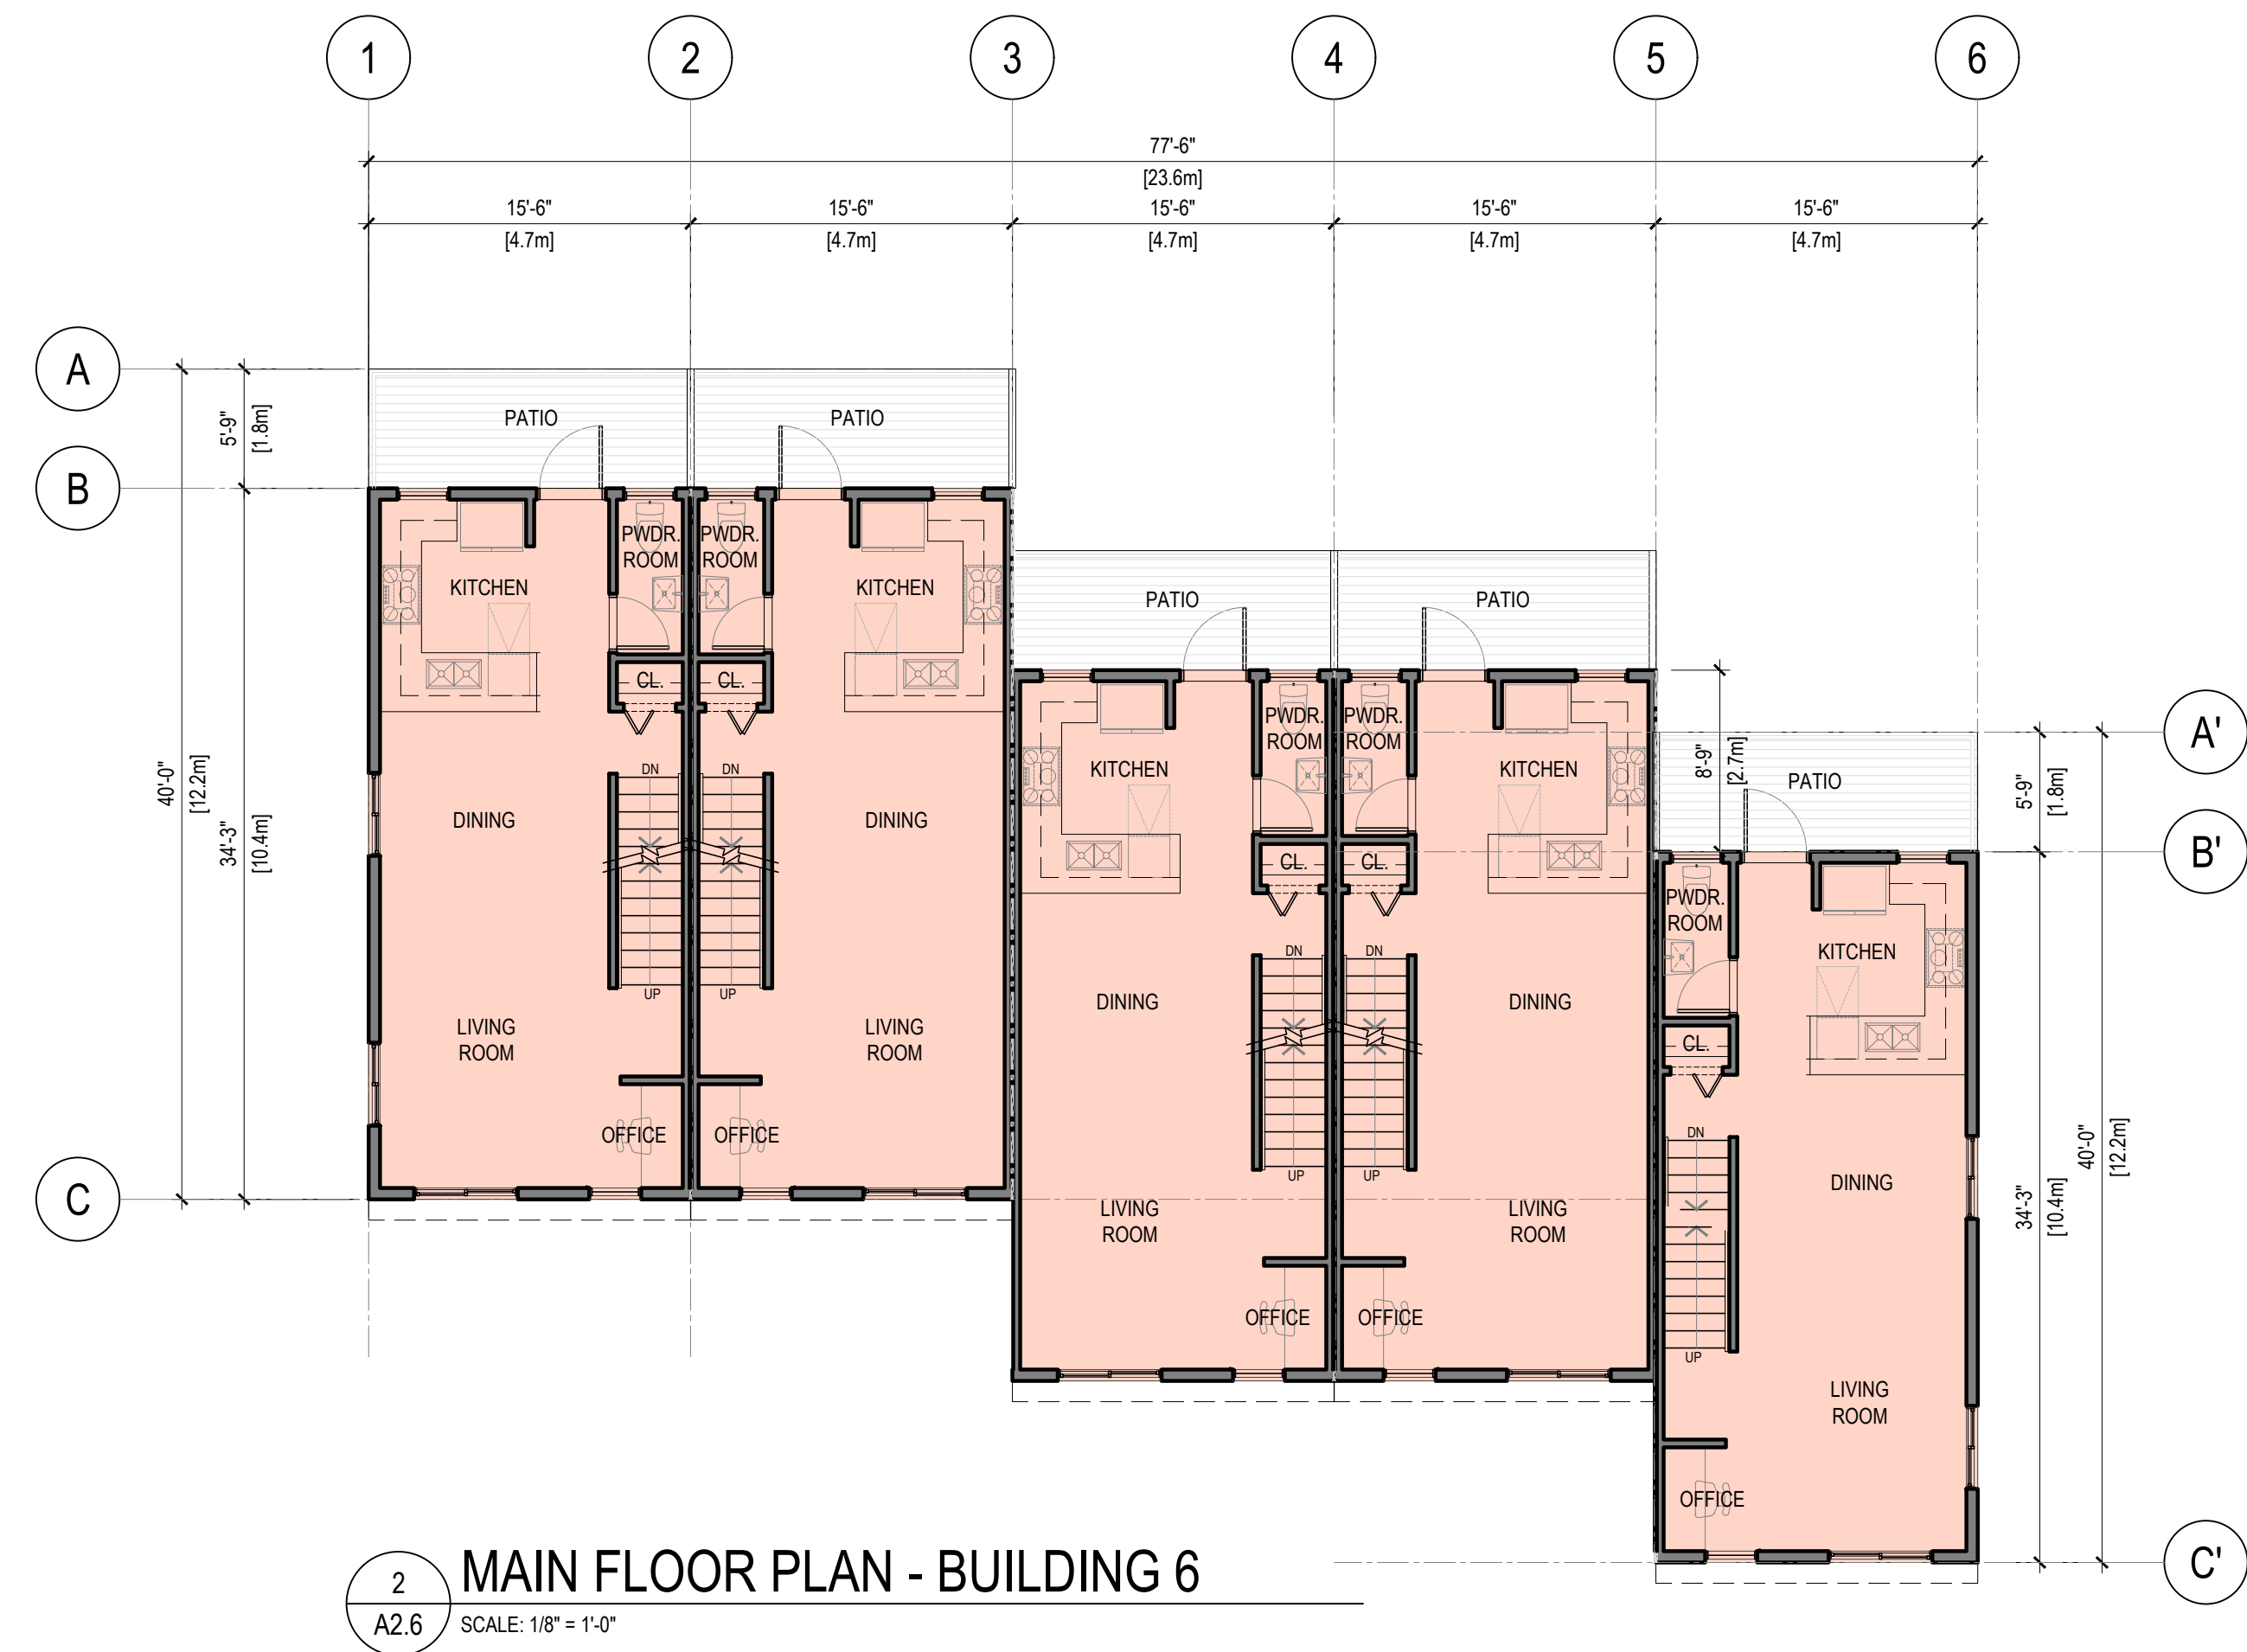 1 2 3 4 5 6
77'-6"
[23.6m]
15'-6" 15'-6" 15'-6" 15'-6" 15'-6"
[4.7m] [4.7m] [4.7m] [4.7m] [4.7m]
A
5'-9"
[1.8m]
PATIO PATIO
B
PWDR. PWDR.
ROOM ROOM
KITCHEN KITCHEN
PATIO PATIO
CL. CL.
PWDR. PWDR.
ROOM ROOM
A'
8'-9"
[2.7m]
DN DN
KITCHEN KITCHEN
PATIO
5'-9"
[1.8m]
40'-0"
[12.2m]
34'-3"
[10.4m]
DINING DINING
B'
CL. CL.
PWDR.
ROOM
DN DN
KITCHEN
UP UP
DINING DINING
LIVING LIVING
ROOM ROOM
CL.
OFFICE OFFICE
DN
40'-0"
[12.2m]
UP UP
DINING
C
34'-3"
[10.4m]
LIVING LIVING
ROOM ROOM
OFFICE OFFICE
UP
LIVING
ROOM
OFFICE
C'
2
MAIN FLOOR PLAN - BUILDING 6
A2.6
SCALE: 1/8" = 1'-0"